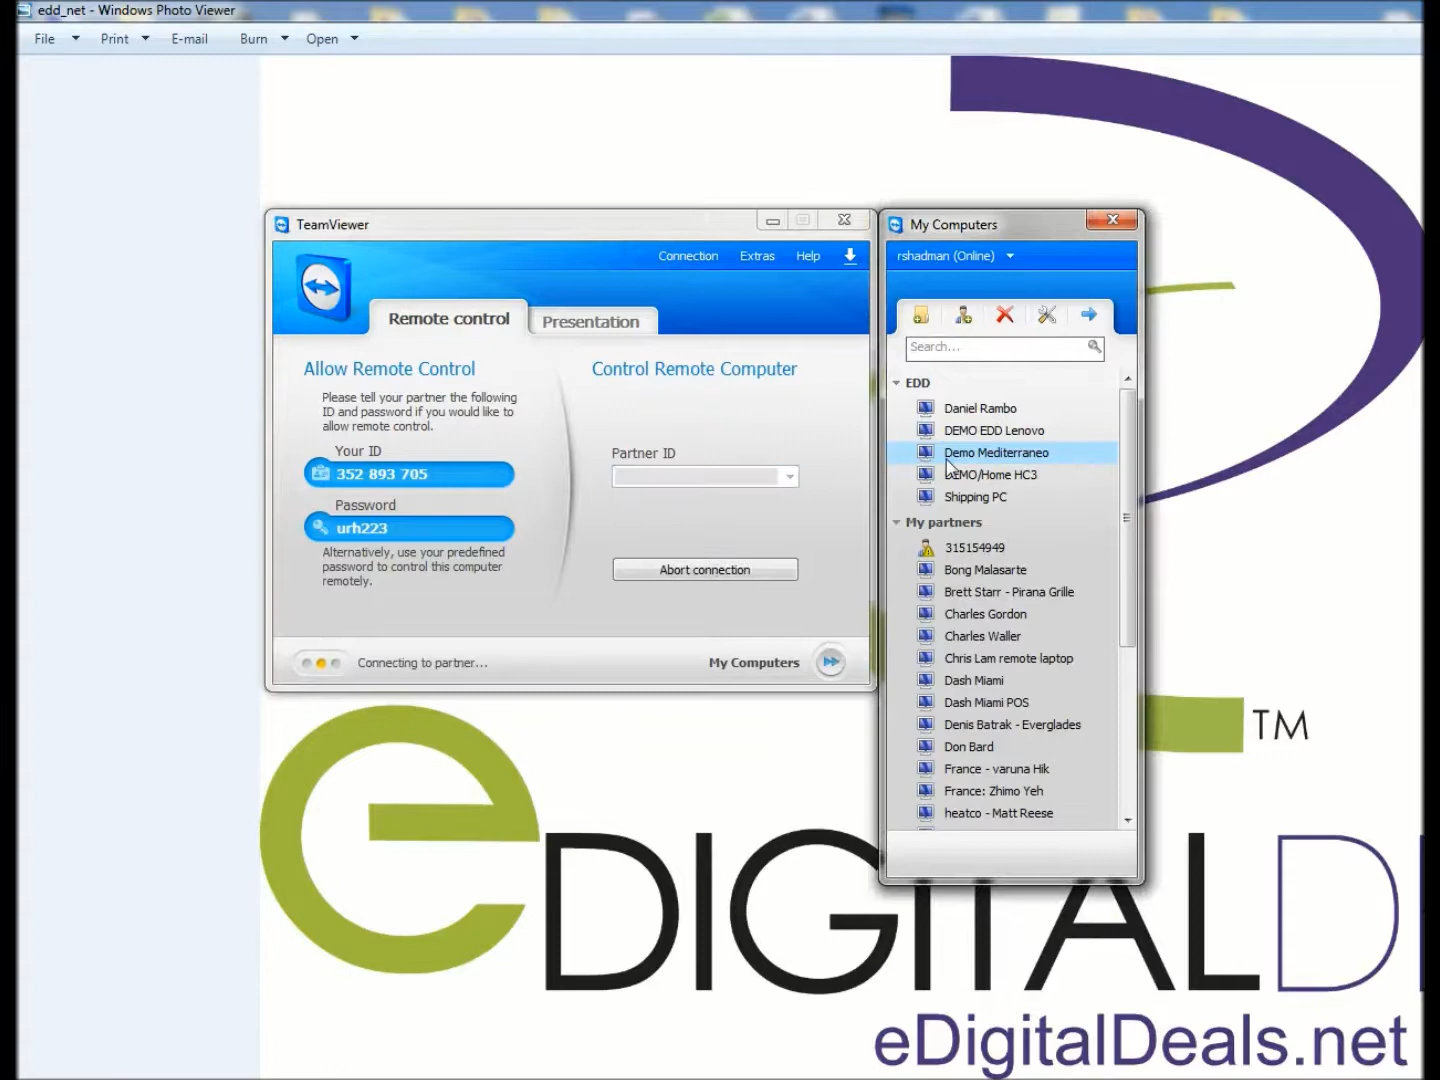 edd_net - Windows Photo Viewer
File Print E-mail Burn Open
TeamViewer
Connection Extras Help
Remote control
Presentation
Allow Remote Control
Please tell your partner the following
ID and password if you would like to
allow remote control.
Your ID
352 893 705
Password
urh223
Alternatively, use your predefined
password to control this computer
remotely.
Control Remote Computer
Partner ID
Abort connection
Connecting to partner...
My Computers
My Computers
rshadman (Online)
Search...
EDD
Daniel Rambo
DEMO EDD Lenovo
Demo Mediterraneo
DEMO/Home HC3
Shipping PC
My partners
315154949
Bong Malasarte
Brett Starr - Pirana Grille
Charles Gordon
Charles Waller
Chris Lam remote laptop
Dash Miami
Dash Miami POS
Denis Batrak - Everglades
Don Bard
France - varuna Hik
France: Zhimo Yeh
heatco - Matt Reese
TM
eDIGITALD
eDigitalDeals.net